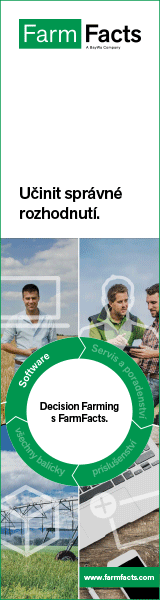 Farm Facts
A BayWa Company
Učinit správné
rozhodnutí.
Software
Servis a poradenství
Decision Farming
s FarmFacts.
všechny balíčky
příslušenství
www.farmfacts.com